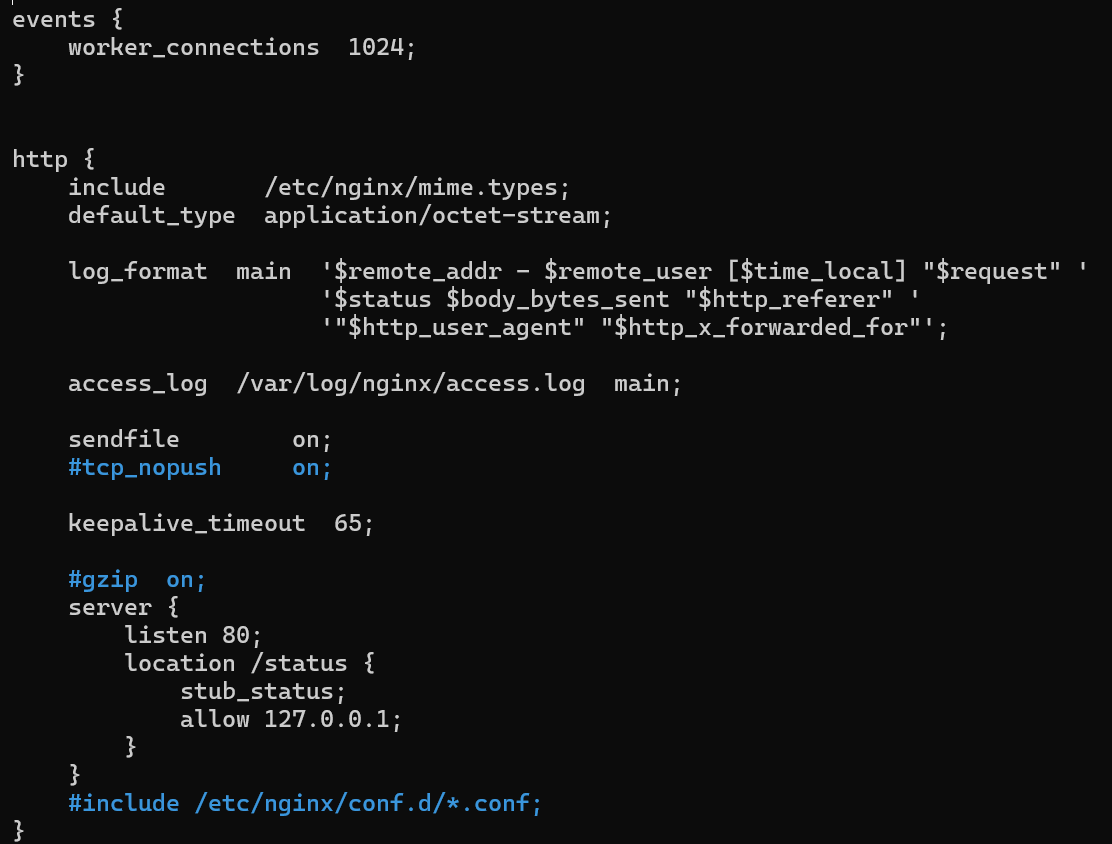 events {
    worker_connections  1024;
}


http {
    include       /etc/nginx/mime.types;
    default_type  application/octet-stream;

    log_format  main  '$remote_addr - $remote_user [$time_local] "$request" '
                      '$status $body_bytes_sent "$http_referer" '
                      '"$http_user_agent" "$http_x_forwarded_for"';

    access_log  /var/log/nginx/access.log  main;

    sendfile        on;
    #tcp_nopush     on;

    keepalive_timeout  65;

    #gzip  on;
    server {
        listen 80;
        location /status {
            stub_status;
            allow 127.0.0.1;
        }
    }
    #include /etc/nginx/conf.d/*.conf;
}